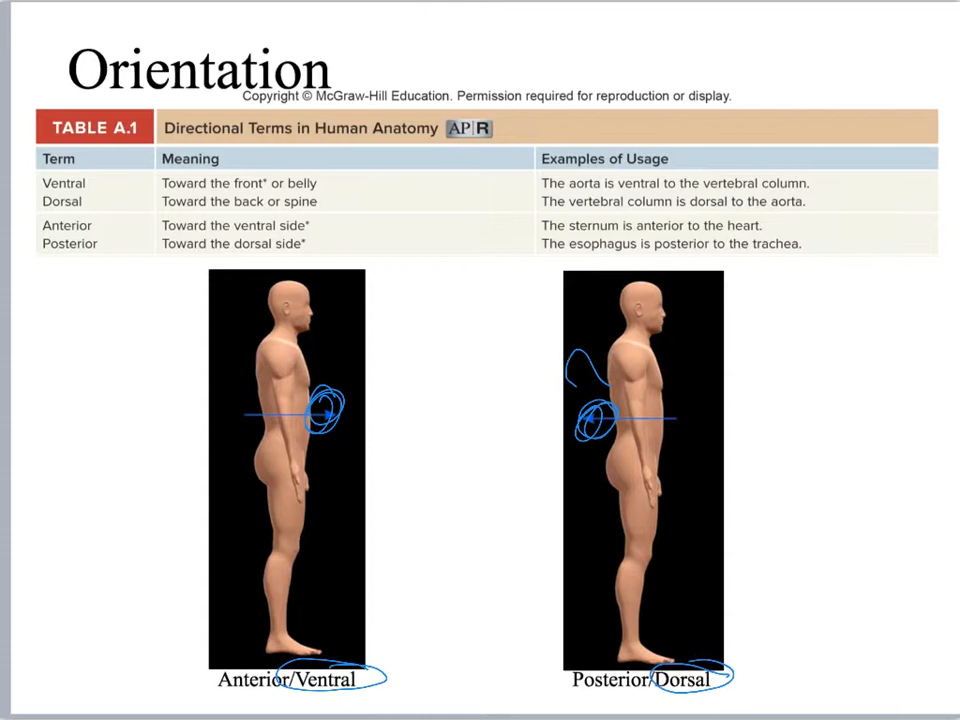 Orientation
Copyright © McGraw-Hill Education. Permission required for reproduction or display.
TABLE A.1 Directional Terms in Human Anatomy AP|R
Term Meaning Examples of Usage
Ventral Toward the front* or belly The aorta is ventral to the vertebral column.
Dorsal Toward the back or spine The vertebral column is dorsal to the aorta.
Anterior Toward the ventral side* The sternum is anterior to the heart.
Posterior Toward the dorsal side* The esophagus is posterior to the trachea.
Anterior/Ventral Posterior/Dorsal